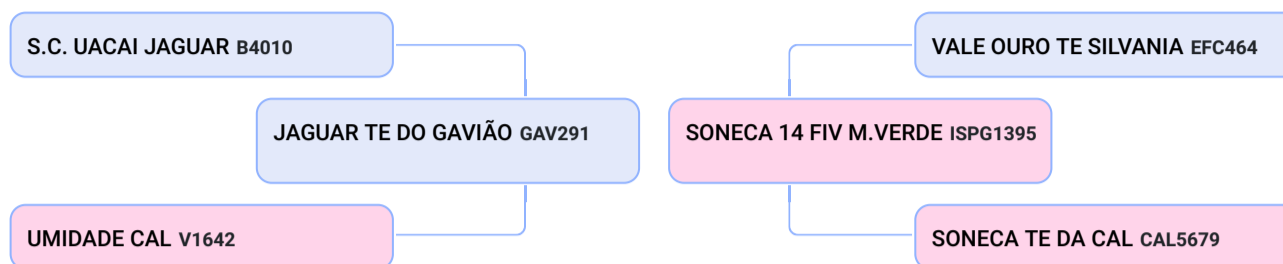 S.C. UACAI JAGUAR B4010
VALE OURO TE SILVANIA EFC464
JAGUAR TE DO GAVIÃO GAV291
SONECA 14 FIV M.VERDE ISPG1395
UMIDADE CAL V1642
SONECA TE DA CAL CAL5679